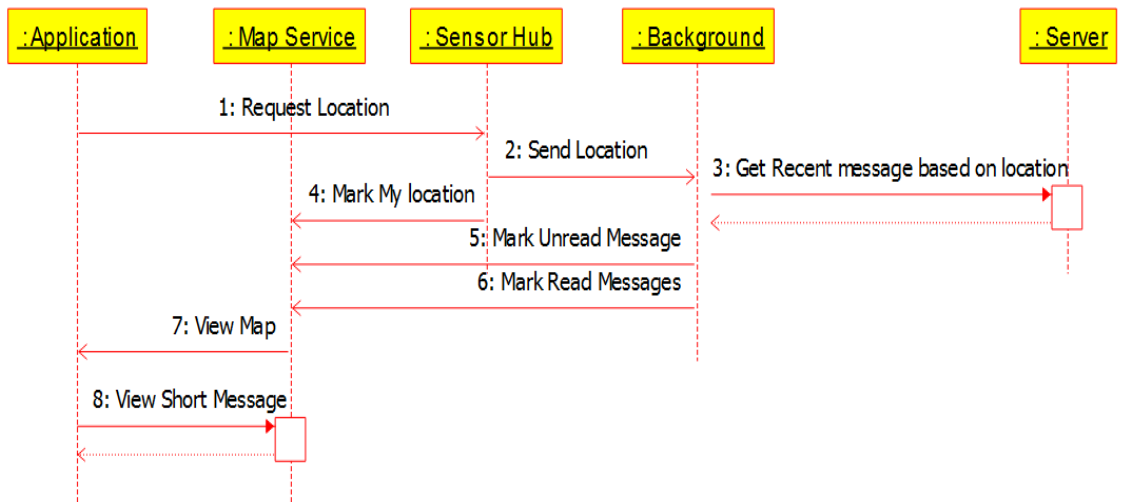 :Application
: Map Service
: Sensor Hub
: Background
: Server
1: Request Location
2: Send Location
3: Get Recent message based on location
4: Mark My location
5: Mark Unread Message
6: Mark Read Messages
7: View Map
8: View Short Message